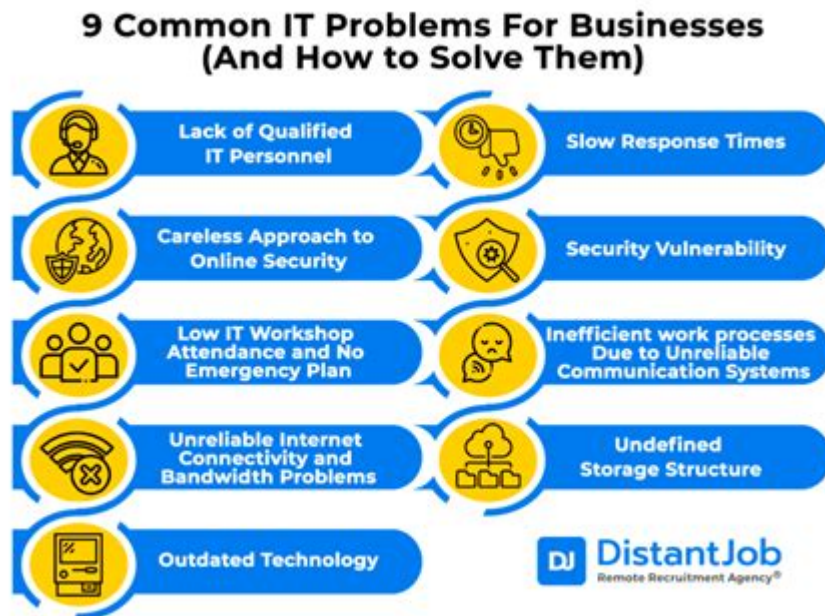 9 Common IT Problems For Businesses
(And How to Solve Them)
Lack of Qualified
IT Personnel
Careless Approach to
Online Security
Low IT Workshop
Attendance and No
Emergency Plan
Unreliable Internet
Connectivity and
Bandwidth Problems
Outdated Technology
Slow Response Times
Security Vulnerability
Inefficient work processes
Due to Unreliable
Communication Systems
Undefined
Storage Structure
DJ
DistantJob
Remote Recruitment Agency®